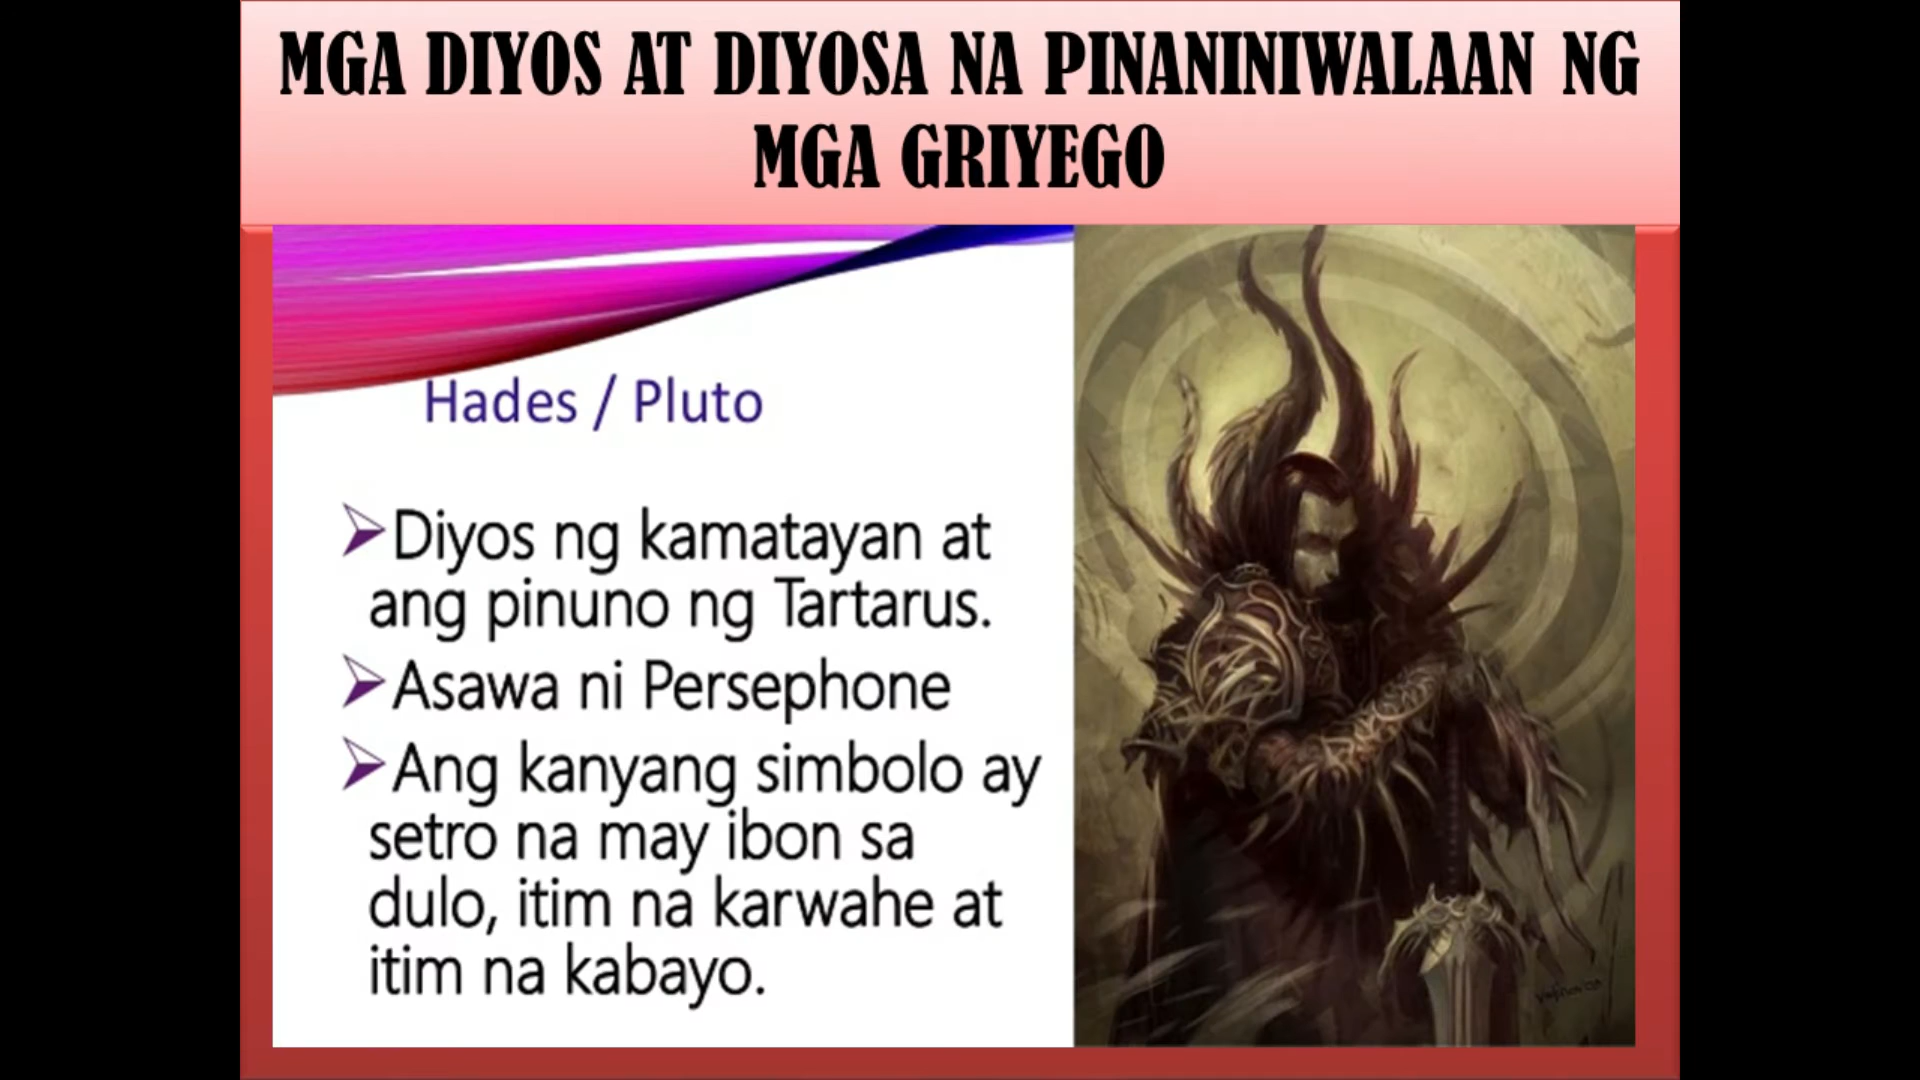 MGA DIYOS AT DIYOSA NA PINANINIWALAAN NG
MGA GRIYEGO
Hades / Pluto
➢Diyos ng kamatayan at
ang pinuno ng Tartarus.
➢Asawa ni Persephone
➢Ang kanyang simbolo ay
setro na may ibon sa
dulo, itim na karwahe at
itim na kabayo.